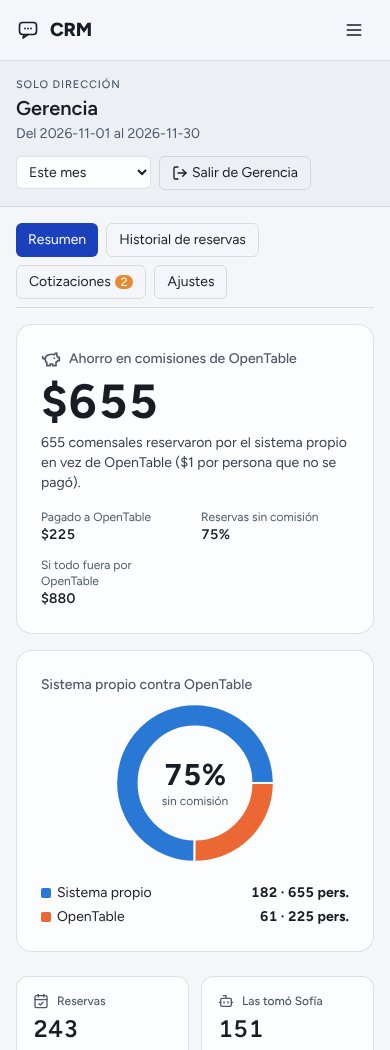 CRM
SOLO DIRECCIÓN
Gerencia
Del 2026-11-01 al 2026-11-30
Este mes
Salir de Gerencia
Resumen
Historial de reservas
Cotizaciones 2
Ajustes
Ahorro en comisiones de OpenTable
$655
655 comensales reservaron por el sistema propio
en vez de OpenTable ($1 por persona que no se
pagó).
Pagado a OpenTable
$225
Reservas sin comisión
75%
Si todo fuera por
OpenTable
$880
Sistema propio contra OpenTable
75%
sin comisión
Sistema propio 182 · 655 pers.
OpenTable 61 · 225 pers.
Reservas
243
Las tomó Sofía
151